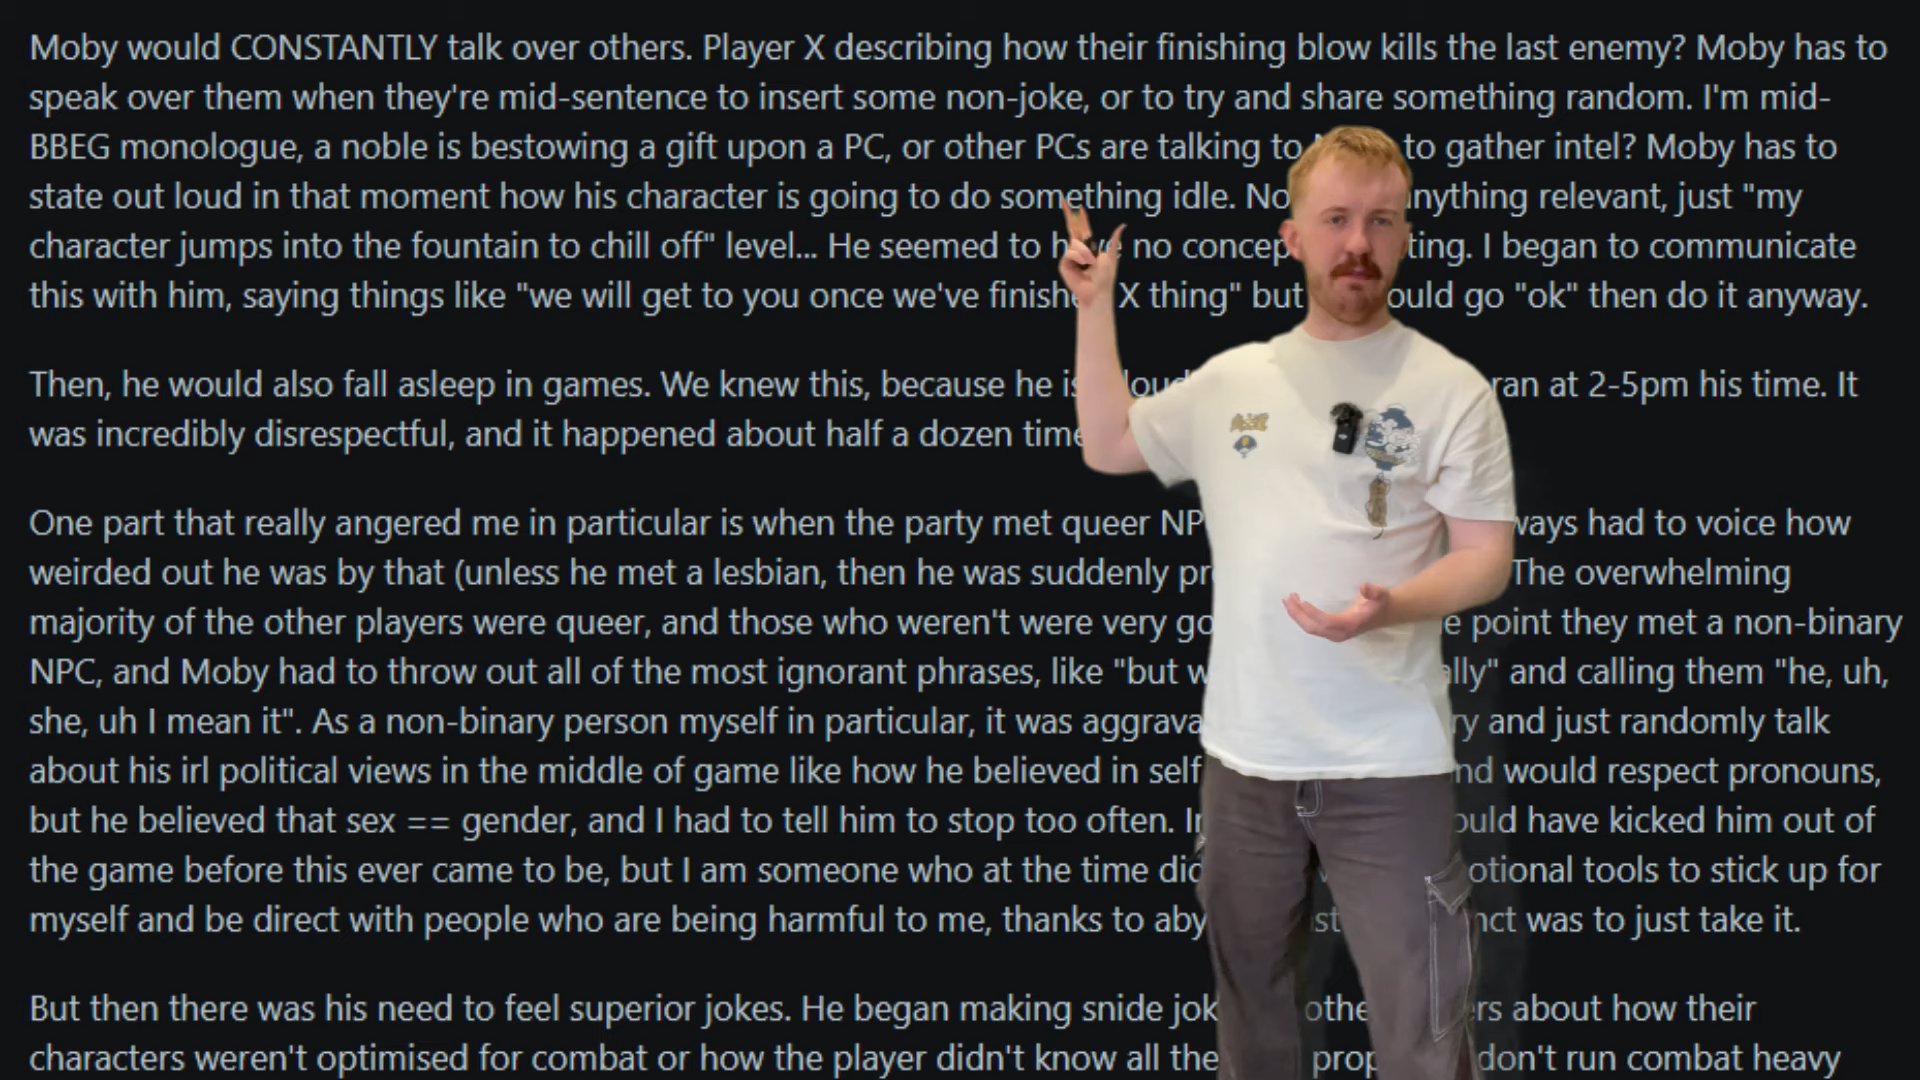 Moby would CONSTANTLY talk over others. Player X describing how their finishing blow kills the last enemy? Moby has to
speak over them when they're mid-sentence to insert some non-joke, or to try and share something random. I'm mid-
BBEG monologue, a noble is bestowing a gift upon a PC, or other PCs are talking to to gather intel? Moby has to
state out loud in that moment how his character is going to do something idle. anything relevant, just "my
character jumps into the fountain to chill off" level... He seemed to have no I began to communicate
this with him, saying things like "we will get to you once we've finished X thing" but go "ok" then do it anyway.
Then, he would also fall asleep in games. We knew this, because he ran at 2-5pm his time. It
was incredibly disrespectful, and it happened about half a dozen
One part that really angered me in particular is when the party met queer had to voice how
weirded out he was by that (unless he met a lesbian, then he was suddenly The overwhelming
majority of the other players were queer, and those who weren't were very point they met a non-binary
NPC, and Moby had to throw out all of the most ignorant phrases, like "but and calling them "he, uh,
she, uh I mean it". As a non-binary person myself in particular, it was and just randomly talk
about his irl political views in the middle of game like how he believed in self would respect pronouns,
but he believed that sex == gender, and I had to tell him to stop too often. have kicked him out of
the game before this ever came to be, but I am someone who at the time tools to stick up for
myself and be direct with people who are being harmful to me, thanks to was to just take it.
But then there was his need to feel superior jokes. He began making snide about how their
characters weren't optimised for combat or how the player didn't know all the don't run combat heavy